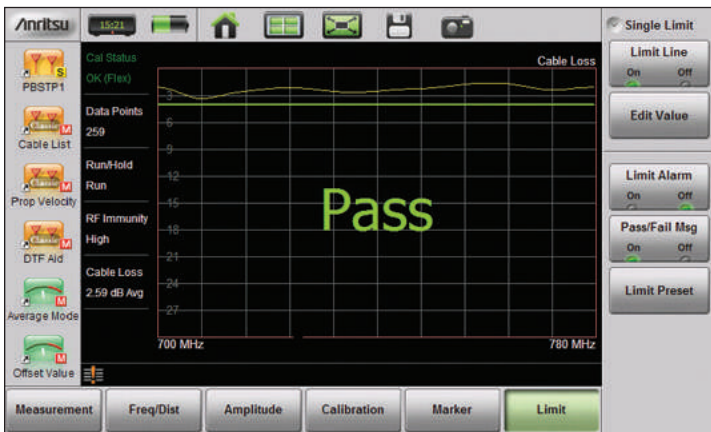 Anritsu
15:21
Single Limit
S
PBSTP1
Classic M
Cable List
Classic M
Prop Velocity
Classic M
DTF Aid
M
Average Mode
M
Offset Value
Cal Status
OK (Flex)
Data Points
259
Run/Hold
Run
RF Immunity
High
Cable Loss
2.59 dB Avg
Cable Loss
-3
-6
-9
-12
-15
-18
-21
-24
-27
Pass
700 MHz
780 MHz
Limit Line
On Off
Edit Value
Limit Alarm
On Off
Pass/Fail Msg
On Off
Limit Preset
Measurement
Freq/Dist
Amplitude
Calibration
Marker
Limit